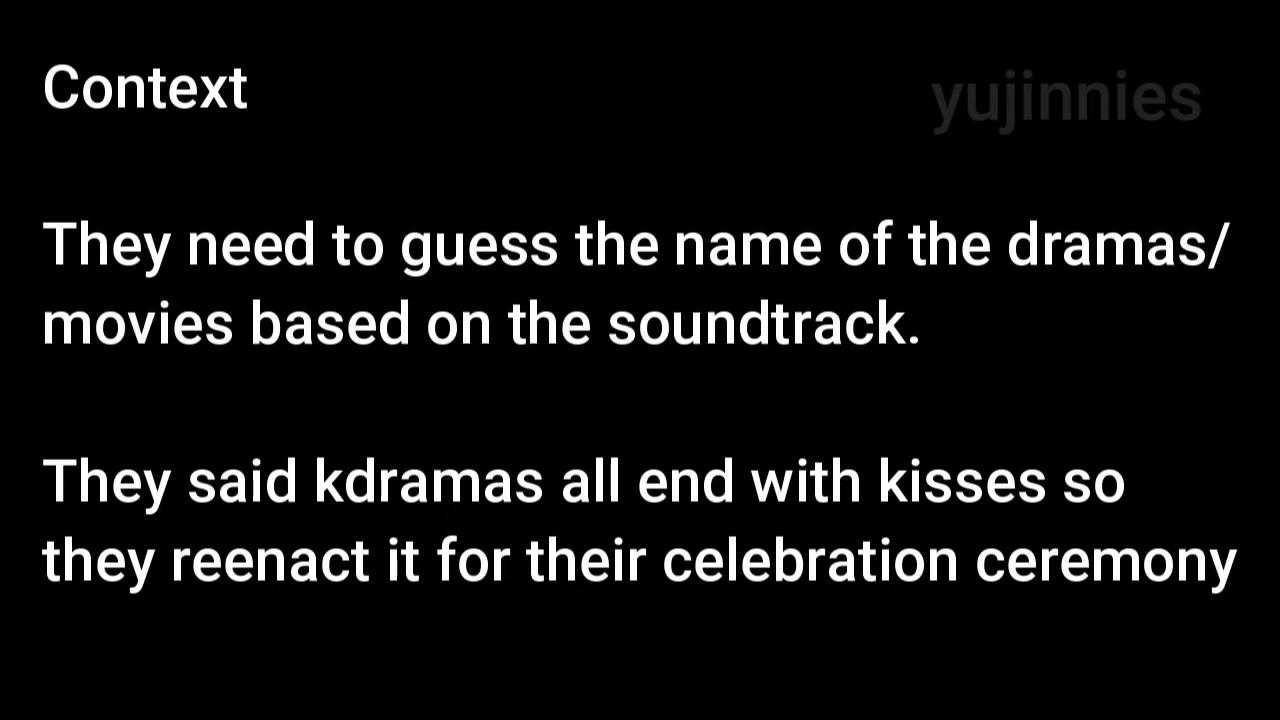 Context
yujinnies
They need to guess the name of the dramas/
movies based on the soundtrack.
They said kdramas all end with kisses so
they reenact it for their celebration ceremony